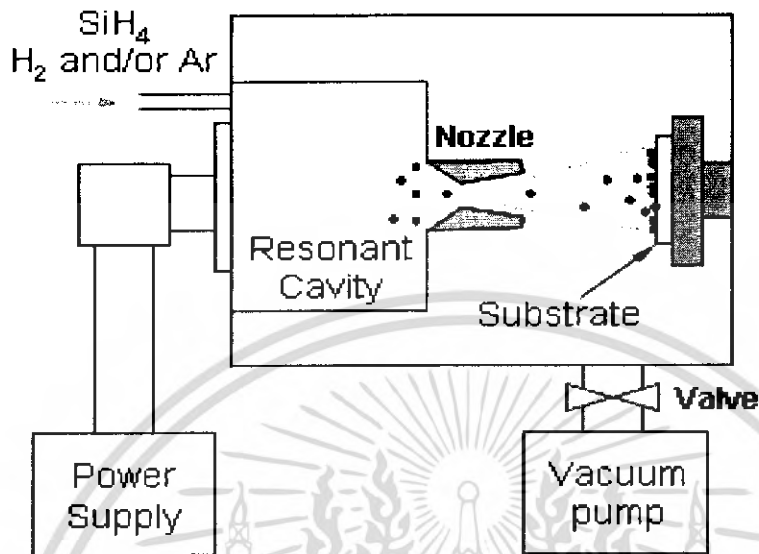 SiH₄
H₂ and/or Ar
Nozzle
Resonant
Cavity
Substrate
Valve
Power
Supply
Vacuum
pump